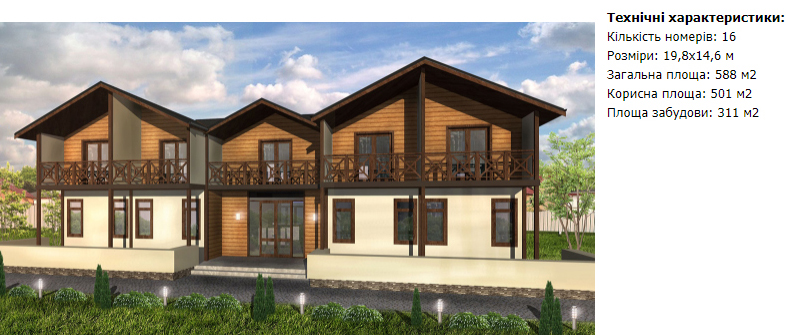 Технічні характеристики:
Кількість номерів: 16
Розміри: 19,8х14,6 м
Загальна площа: 588 м2
Корисна площа: 501 м2
Площа забудови: 311 м2